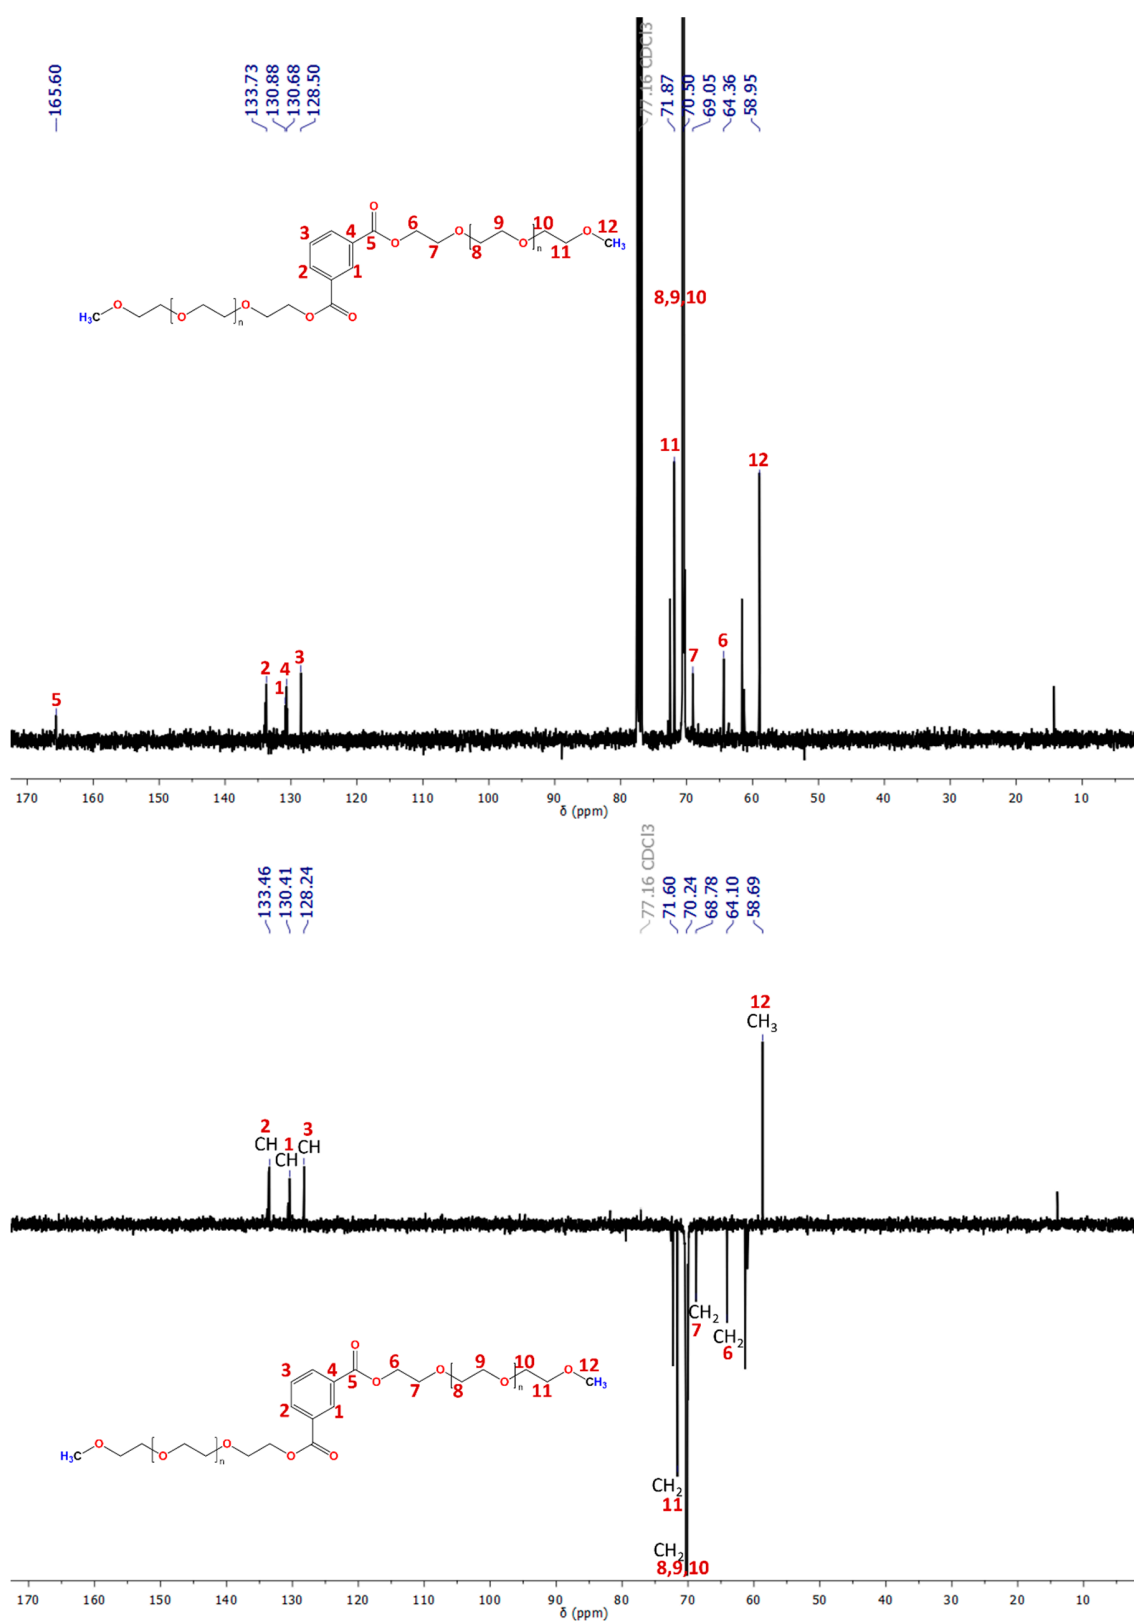 165.60
133.73
130.88
130.68
128.50
77.16 CDCl3
71.87
70.50
69.05
64.36
58.95
O
6 9 10 12
3 4 O O O
5 O O CH3
7 8 n 11
2 1
O O O
H3C O O n O
8,9,10
11
12
2 4 3
1
5
7
6
170 160 150 140 130 120 110 100 90 80 70 60 50 40 30 20 10
δ (ppm)
133.46
130.41
128.24
77.16 CDCl3
71.60
70.24
68.78
64.10
58.69
12
CH3
2 1 3
CH CH CH
CH2
7
CH2
6
CH2
11
CH2
8,9,10
O
6 9 10 12
3 4 O O O
5 O O CH3
7 8 n 11
2 1
O O O
H3C O O n O
170 160 150 140 130 120 110 100 90 80 70 60 50 40 30 20 10
δ (ppm)